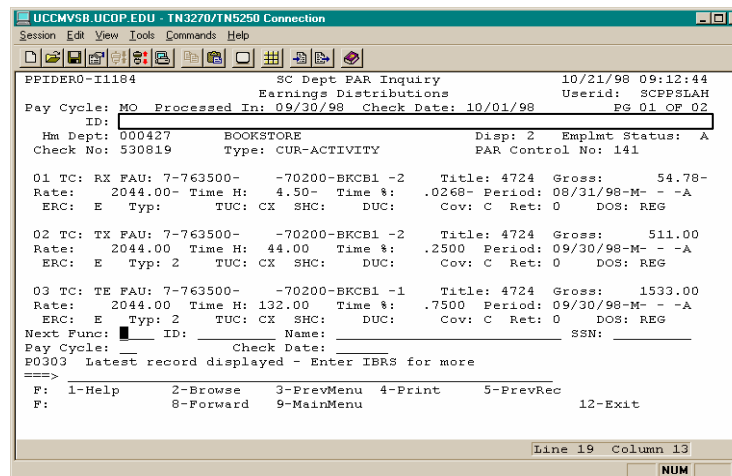 UCCMVSB.UCOP.EDU - TN3270/TN5250 Connection
Session Edit View Tools Commands Help
PPIDER0-I1184 SC Dept PAR Inquiry 10/21/98 09:12:44
Earnings Distributions Userid: SCPPSLAH
Pay Cycle: MO Processed In: 09/30/98 Check Date: 10/01/98 PG 01 OF 02
ID:
Hm Dept: 000427 BOOKSTORE Disp: 2 Emplmt Status: A
Check No: 530819 Type: CUR-ACTIVITY PAR Control No: 141
01 TC: RX FAU: 7-763500- -70200-BKCB1 -2 Title: 4724 Gross: 54.78-
Rate: 2044.00- Time H: 4.50- Time %: .0268- Period: 08/31/98-M- - -A
ERC: E Typ: TUC: CX SHC: DUC: Cov: C Ret: 0 DOS: REG
02 TC: TX FAU: 7-763500- -70200-BKCB1 -2 Title: 4724 Gross: 511.00
Rate: 2044.00 Time H: 44.00 Time %: .2500 Period: 09/30/98-M- - -A
ERC: E Typ: 2 TUC: CX SHC: DUC: Cov: C Ret: 0 DOS: REG
03 TC: TE FAU: 7-763500- -70200-BKCB1 -1 Title: 4724 Gross: 1533.00
Rate: 2044.00 Time H: 132.00 Time %: .7500 Period: 09/30/98-M- - -A
ERC: E Typ: 2 TUC: CX SHC: DUC: Cov: C Ret: 0 DOS: REG
Next Func: ____ ID: _________ Name: __________________________ SSN: _________
Pay Cycle: __ Check Date: ______
P0303 Latest record displayed - Enter IBRS for more
===>
F: 1-Help 2-Browse 3-PrevMenu 4-Print 5-PrevRec
F: 8-Forward 9-MainMenu 12-Exit
Line 19 Column 13
NUM